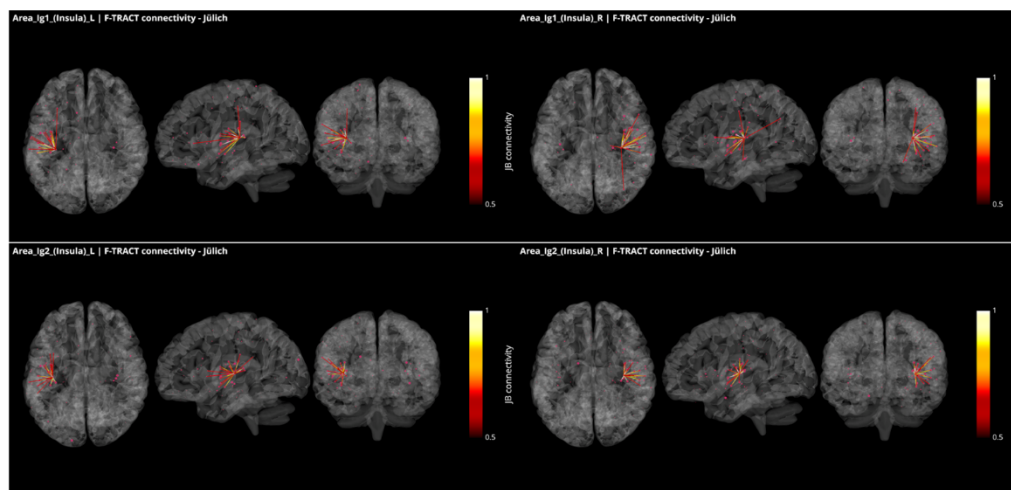 Area_Ig1_(Insula)_L | F-TRACT connectivity - Jülich
1
JB connectivity
0.5
Area_Ig1_(Insula)_R | F-TRACT connectivity - Jülich
1
0.5
Area_Ig2_(Insula)_L | F-TRACT connectivity - Jülich
1
JB connectivity
0.5
Area_Ig2_(Insula)_R | F-TRACT connectivity - Jülich
1
0.5